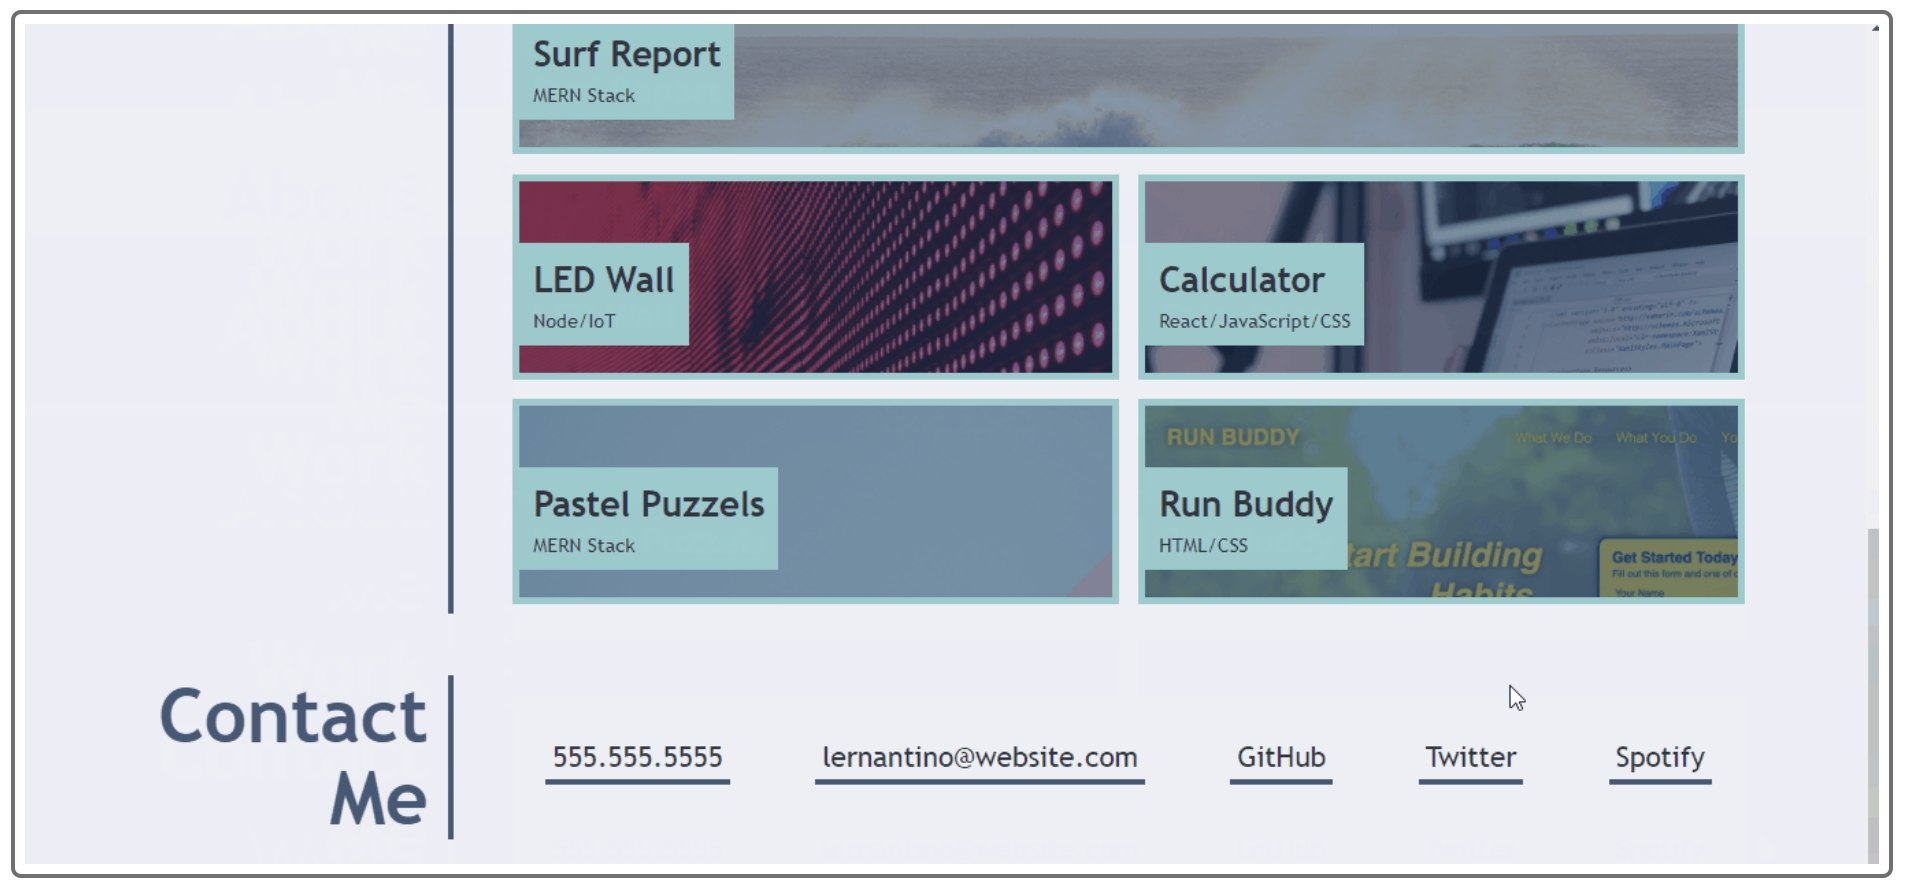 Surf Report
MERN Stack
LED Wall
Node/IoT
Calculator
React/JavaScript/CSS
Pastel Puzzels
MERN Stack
RUN BUDDY
What We Do
What You Do
Yo
Run Buddy
HTML/CSS
tart Building
Habits
Get Started Today
Fill out this form and one of
Your Name
Contact
Me
555.555.5555
lernantino@website.com
GitHub
Twitter
Spotify